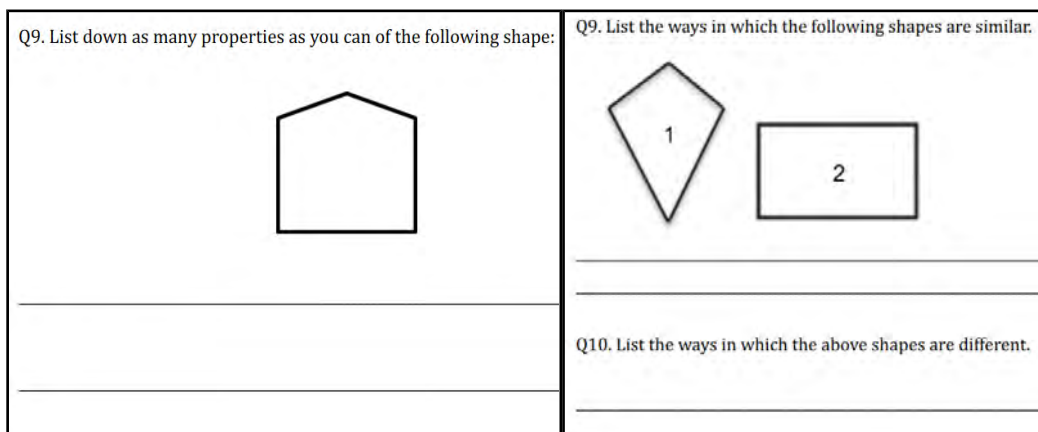 Q9. List down as many properties as you can of the following shape:
Q9. List the ways in which the following shapes are similar.
1
2
Q10. List the ways in which the above shapes are different.